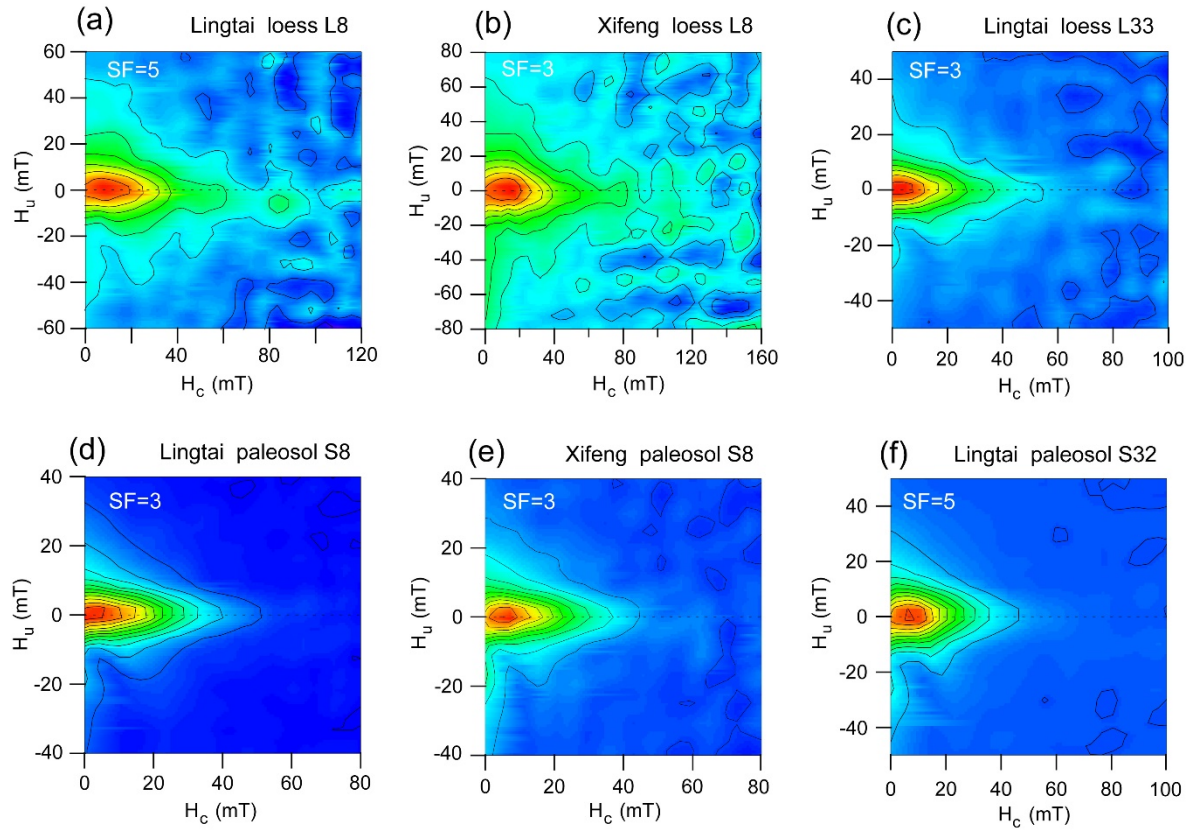 (a) Lingtai loess L8
SF=5
60
40
20
0
-20
-40
-60
H_u (mT)
0 40 80 120
H_c (mT)
(b) Xifeng loess L8
SF=3
80
60
40
20
0
-20
-40
-60
-80
H_u (mT)
0 40 80 120 160
H_c (mT)
(c) Lingtai loess L33
SF=3
40
20
0
-20
-40
H_u (mT)
0 20 40 60 80 100
H_c (mT)
(d) Lingtai paleosol S8
SF=3
40
20
0
-20
-40
H_u (mT)
0 20 40 60 80
H_c (mT)
(e) Xifeng paleosol S8
SF=3
40
20
0
-20
-40
H_u (mT)
0 20 40 60 80
H_c (mT)
(f) Lingtai paleosol S32
SF=5
40
20
0
-20
-40
H_u (mT)
0 20 40 60 80 100
H_c (mT)